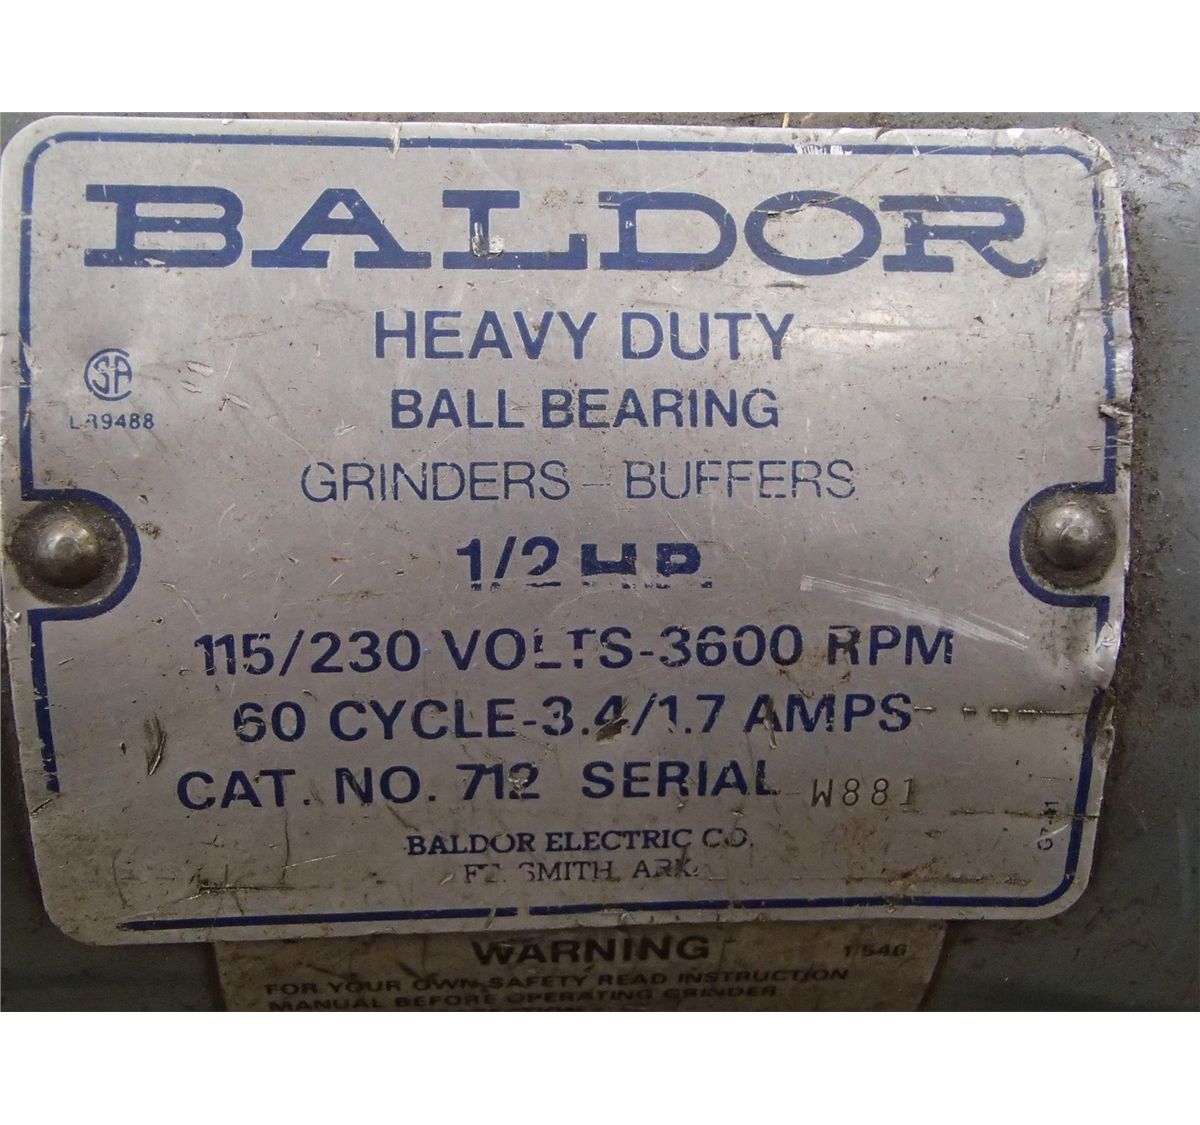 BALDOR
HEAVY DUTY
BALL BEARING
GRINDERS - BUFFERS
1/2 H.P.
115/230 VOLTS-3600 RPM
60 CYCLE-3.4/1.7 AMPS
CAT. NO. 712 SERIAL W881
BALDOR ELECTRIC CO.
FT. SMITH, ARK.
CSA
LR9488
WARNING
FOR YOUR OWN SAFETY READ INSTRUCTION
MANUAL BEFORE OPERATING GRINDER